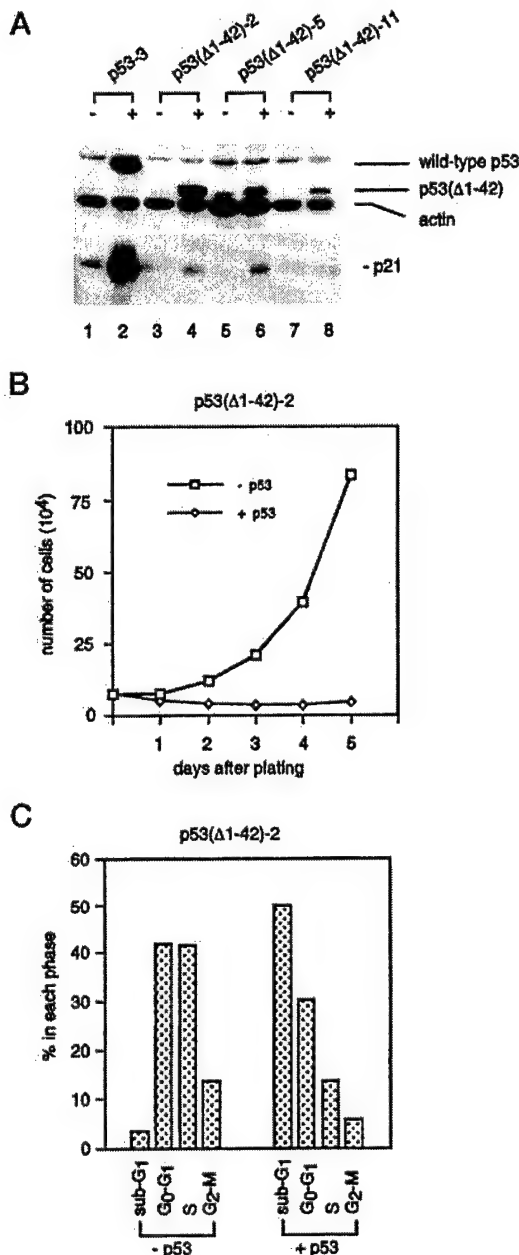 A
p53-3
p53(Δ1-42)-2
p53(Δ1-42)-5
p53(Δ1-42)-11
- + - + - + - +
wild-type p53
p53(Δ1-42)
actin
- p21
1 2 3 4 5 6 7 8
B
p53(Δ1-42)-2
100
75
50
25
0
number of cells (10⁴)
- p53
+ p53
1 2 3 4 5
days after plating
C
p53(Δ1-42)-2
60
50
40
30
20
10
0
% in each phase
sub-G1
G0-G1
S
G2-M
sub-G1
G0-G1
S
G2-M
- p53
+ p53